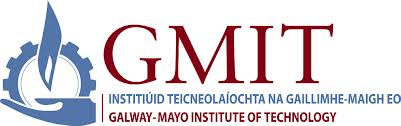 GMIT
INSTITIÚID TEICNEOLAÍOCHTA NA GAILLIMHE-MAIGH EO
GALWAY-MAYO INSTITUTE OF TECHNOLOGY